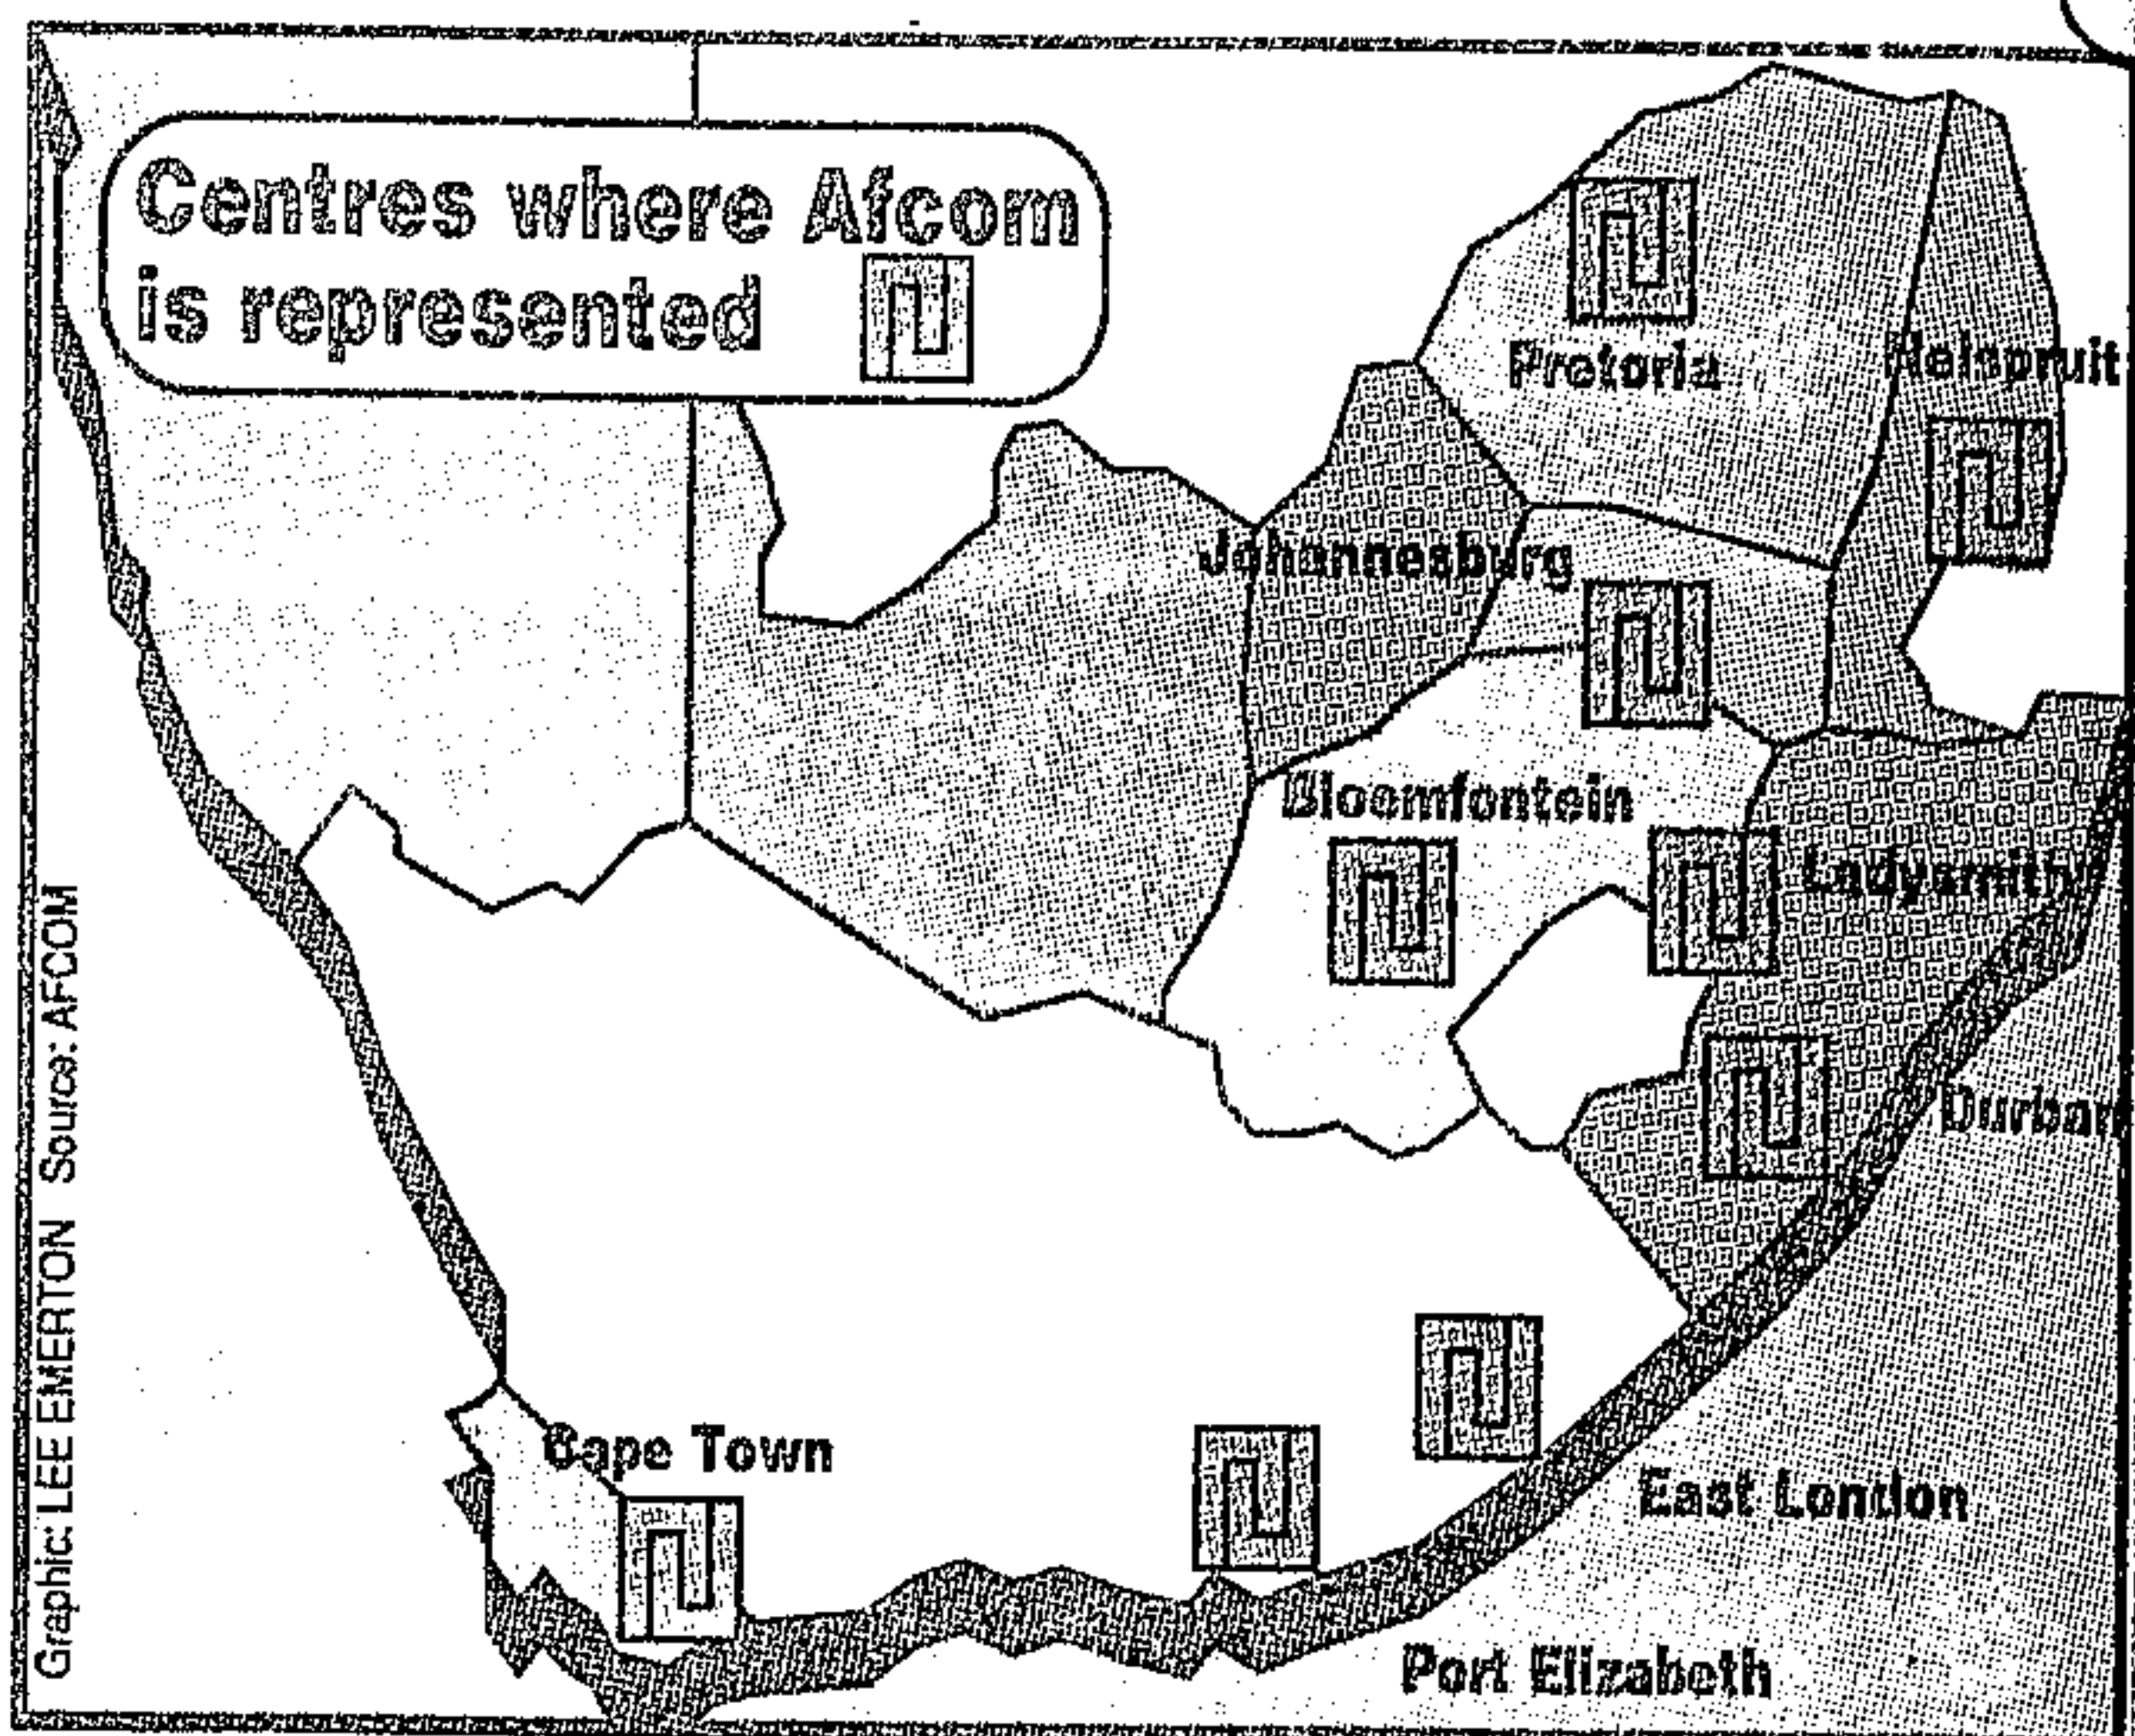 Centres where Afcom
is represented
Pretoria
Nelspruit
Johannesburg
Bloemfontein
Ladysmith
Durban
Cape Town
East London
Port Elizabeth
Graphic: LEE EMERTON Source: AFCOM